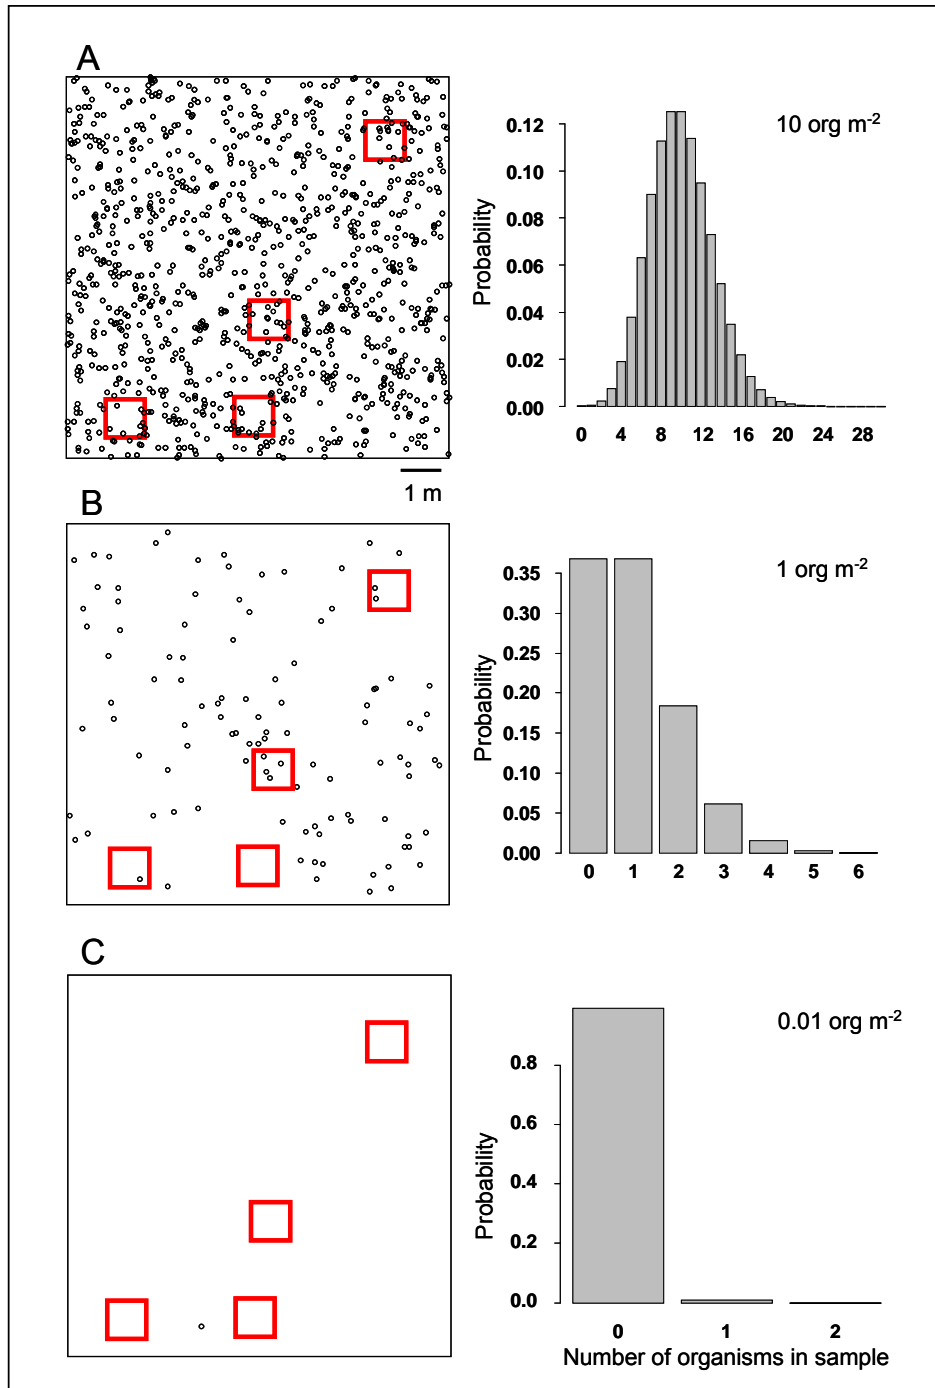 A
10 org m-2
Probability
0.12
0.10
0.08
0.06
0.04
0.02
0.00
0 4 8 12 16 20 24 28
1 m
B
1 org m-2
Probability
0.35
0.30
0.25
0.20
0.15
0.10
0.05
0.00
0 1 2 3 4 5 6
C
0.01 org m-2
Probability
0.8
0.6
0.4
0.2
0.0
0 1 2
Number of organisms in sample